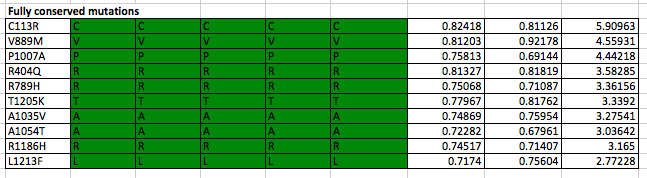 Fully conserved mutations
C113R C C C C C 0.82418 0.81126 5.90963
V889M V V V V V 0.81203 0.92178 4.55931
P1007A P P P P P 0.75813 0.69144 4.44218
R404Q R R R R R 0.81327 0.81819 3.58285
R789H R R R R R 0.75068 0.71087 3.36156
T1205K T T T T T 0.77967 0.81762 3.3392
A1035V A A A A A 0.74869 0.75954 3.27541
A1054T A A A A A 0.72282 0.67961 3.03642
R1186H R R R R R 0.74517 0.71407 3.165
L1213F L L L L L 0.7174 0.75604 2.77228